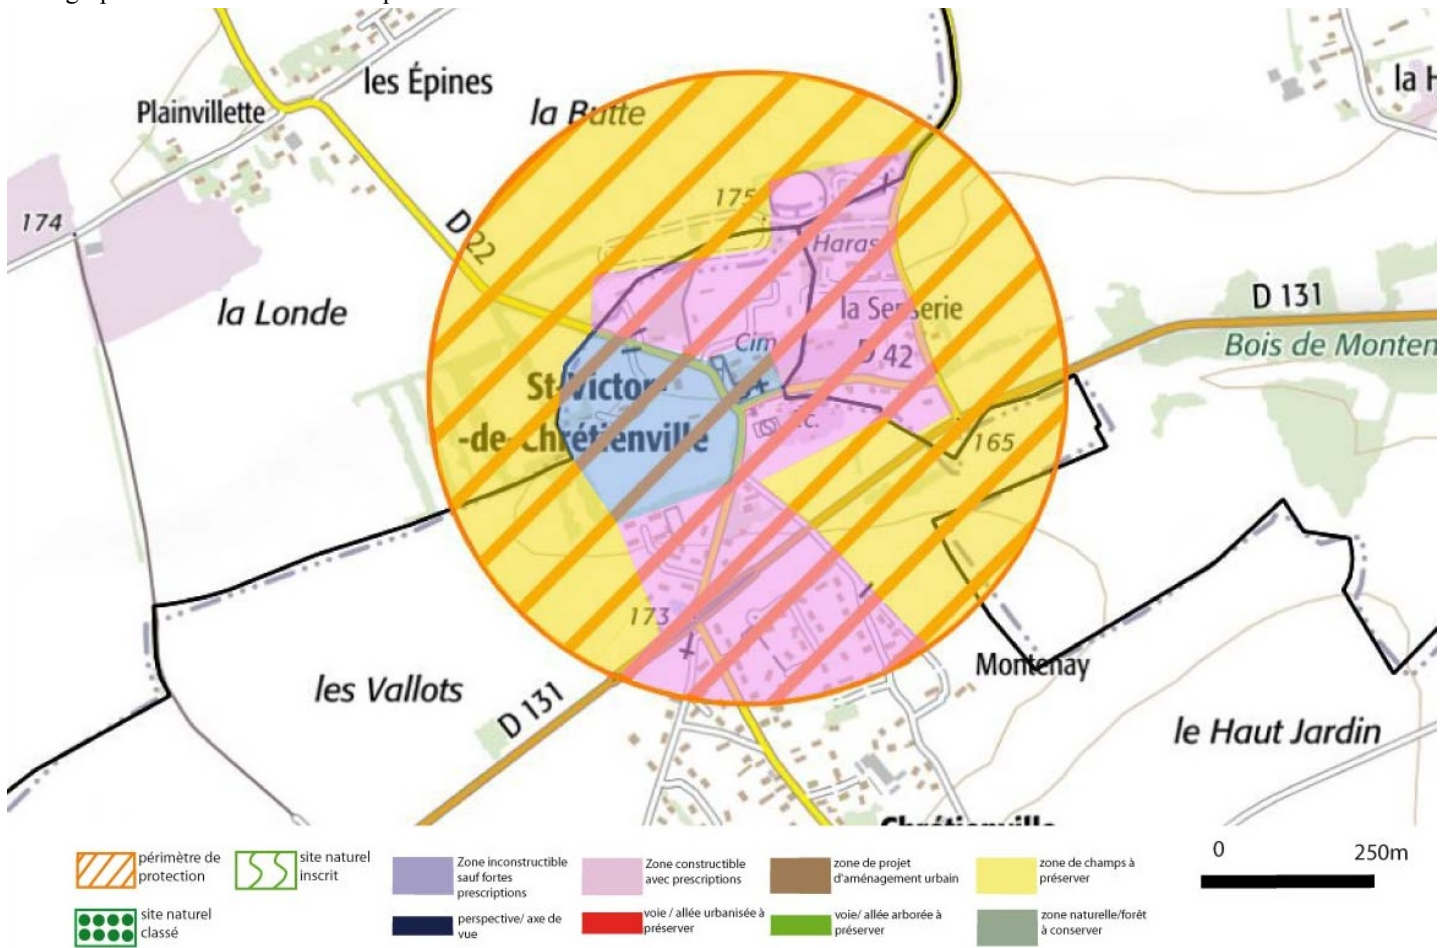 les Épines
la H
Plainvillette
la Butte
174
175
D 22
Haras
la Londe
D 131
la Senserie
Bois de Monten
Cim
D 42
St-Victor-
-de-Chrétienville
165
173
Montenay
les Vallots
D 131
le Haut Jardin
Chrétienville
périmètre de
protection
site naturel
inscrit
Zone inconstructible
sauf fortes
prescriptions
Zone constructible
avec prescriptions
zone de projet
d'aménagement urbain
zone de champs à
préserver
0
250m
site naturel
classé
perspective/ axe de
vue
voie / allée urbanisée à
préserver
voie/ allée arborée à
préserver
zone naturelle/forêt
à conserver